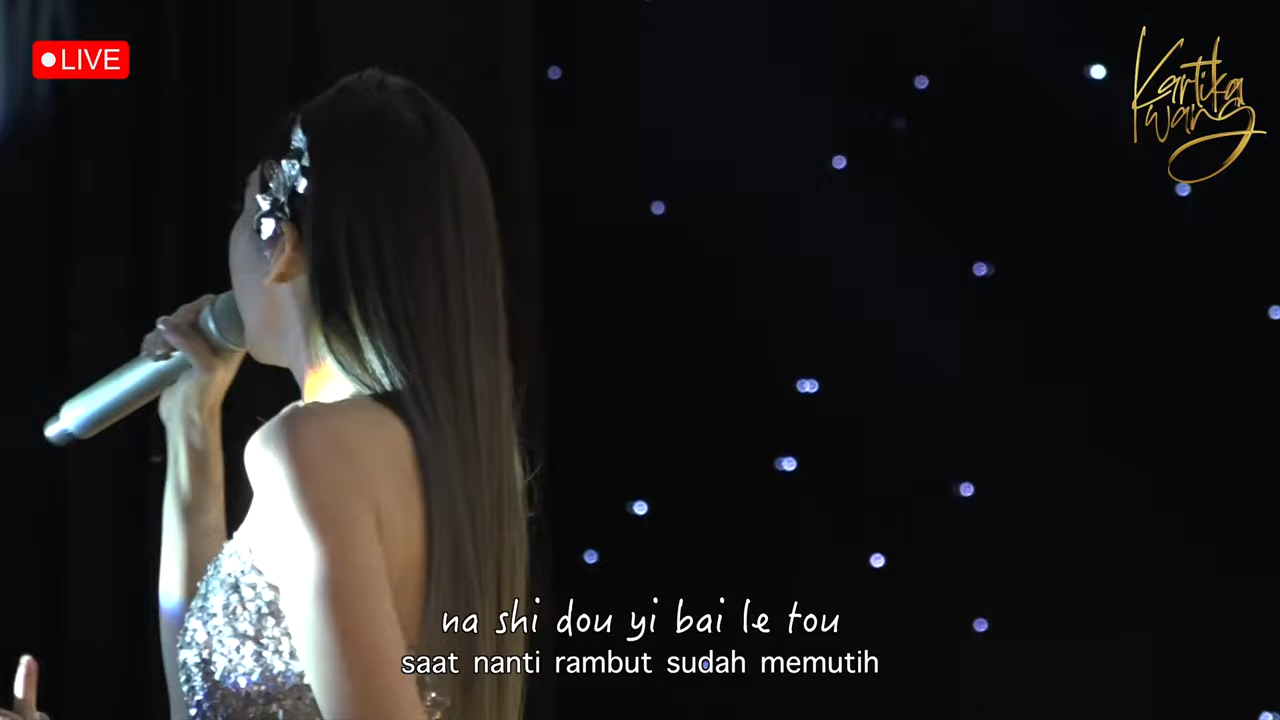 LIVE
Kartika
Wang
na shi dou yi bai le tou
saat nanti rambut sudah memutih